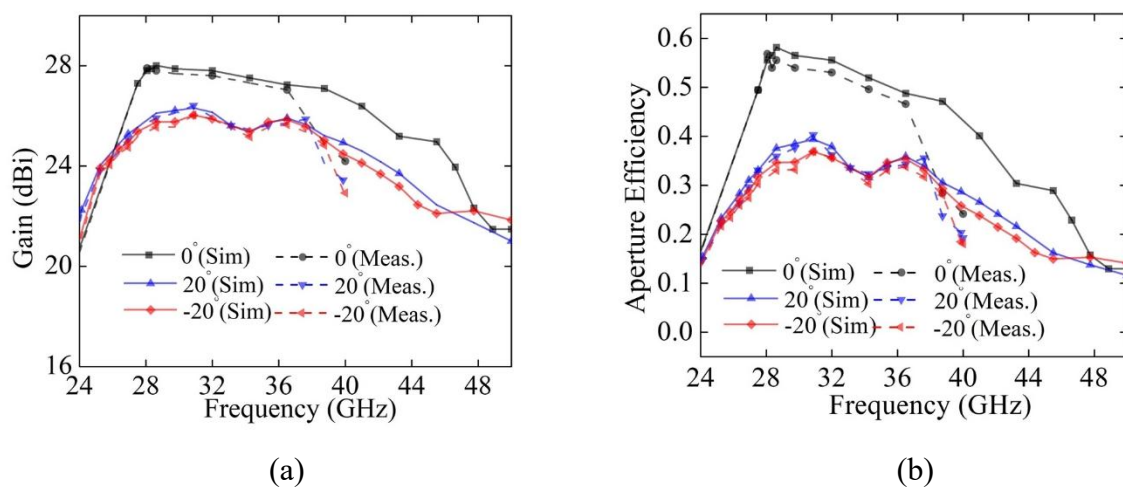 28
24
20
16
Gain (dBi)
0°(Sim) 0°(Meas.)
20°(Sim) 20°(Meas.)
-20°(Sim) -20°(Meas.)
24 28 32 36 40 44 48
Frequency (GHz)
(a)
0.6
0.5
0.4
0.3
0.2
0.1
0.0
Aperture Efficiency
0°(Sim) 0°(Meas.)
20°(Sim) 20°(Meas.)
-20°(Sim) -20°(Meas.)
24 28 32 36 40 44 48
Frequency (GHz)
(b)